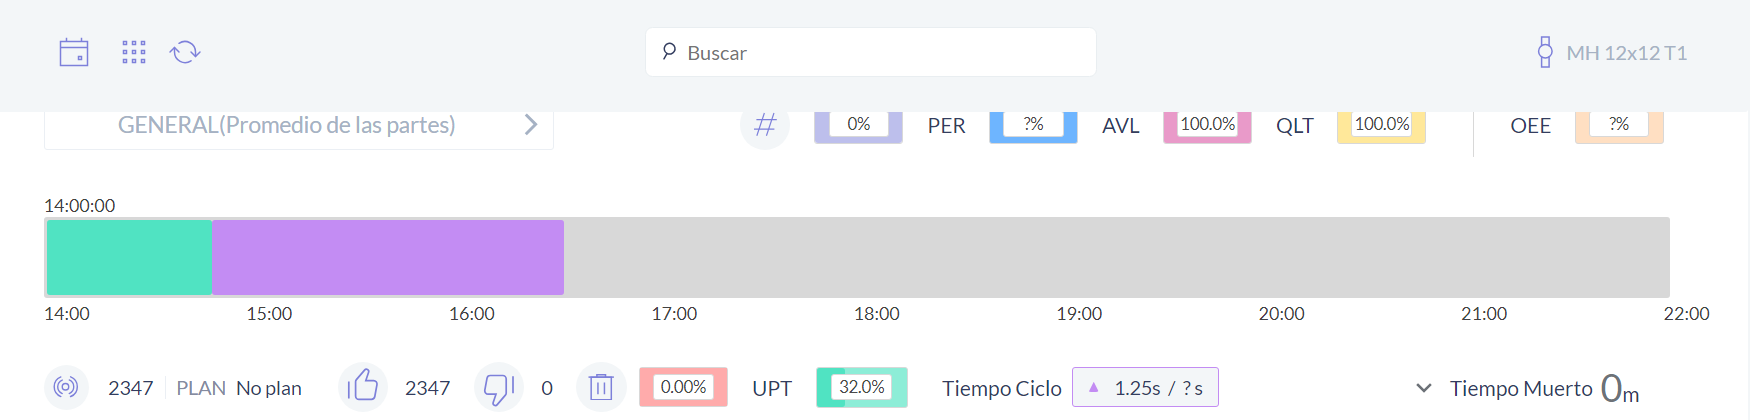 Buscar
MH 12x12 T1
GENERAL(Promedio de las partes)
# 0% PER ?% AVL 100.0% QLT 100.0% OEE ?%
14:00:00
14:00 15:00 16:00 17:00 18:00 19:00 20:00 21:00 22:00
2347 PLAN No plan 2347 0 0.00% UPT 32.0% Tiempo Ciclo 1.25s / ? s Tiempo Muerto 0m